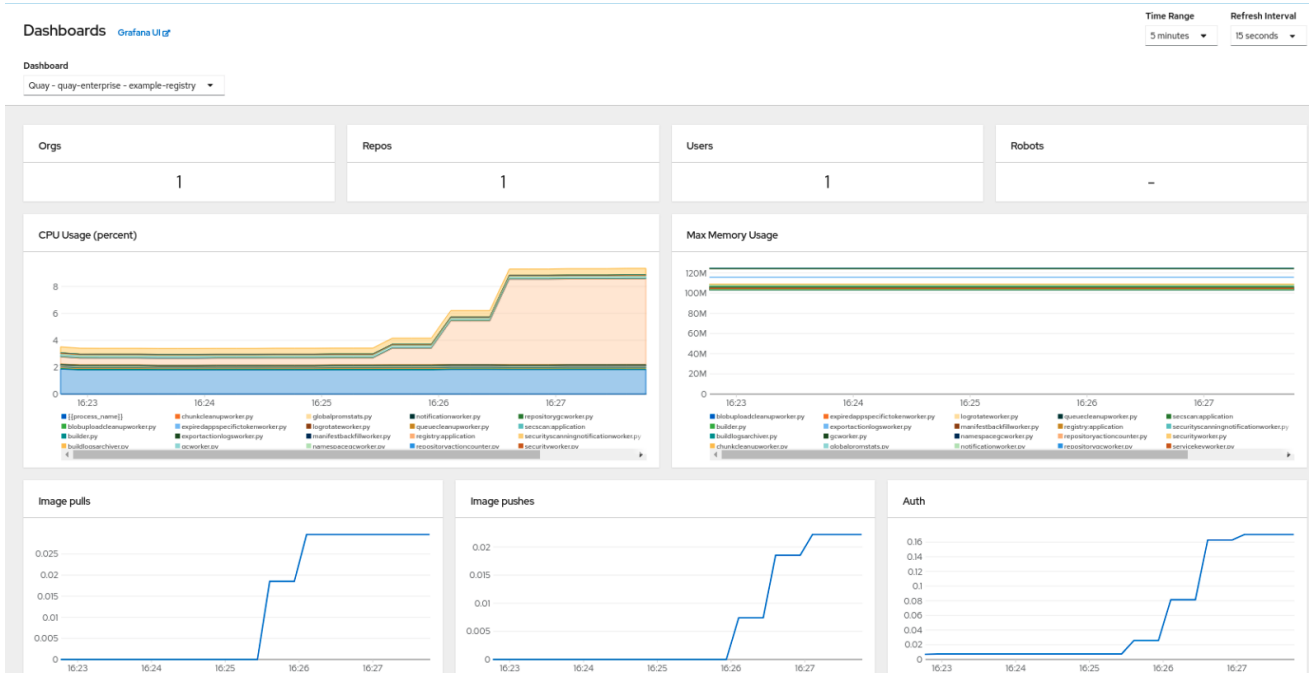 Time Range
Refresh Interval
Dashboards
Grafana UI
5 minutes
15 seconds
Dashboard
Quay - quay-enterprise - example-registry
Orgs
Repos
Users
Robots
1
1
1
-
CPU Usage (percent)
8
6
4
2
0
16:23 16:24 16:25 16:26 16:27
[[process_name]] chunkcleanupworker.py globalpromstats.py notificationworker.py repositorygcworker.py
blobuploadcleanupworker.py expiredappspecifictokenworker.py logrotateworker.py queuecleanupworker.py secscan:application
builder.py exportactionlogsworker.py manifestbackfillworker.py registry:application securityscanningnotificationworker.py
buildlogsarchiver.py gcworker.py namespacegcworker.py repositoryactioncounter.py securityworker.py
Max Memory Usage
120M
100M
80M
60M
40M
20M
0
16:23 16:24 16:25 16:26 16:27
blobuploadcleanupworker.py expiredappspecifictokenworker.py logrotateworker.py queuecleanupworker.py secscan:application
builder.py exportactionlogsworker.py manifestbackfillworker.py registry:application securityscanningnotificationworker.py
buildlogsarchiver.py gcworker.py namespacegcworker.py repositoryactioncounter.py securityworker.py
chunkcleanupworker.py globalpromstats.py notificationworker.py repositorygcworker.py servicekeyworker.py
Image pulls
0.025
0.02
0.015
0.01
0.005
0
16:23 16:24 16:25 16:26 16:27
Image pushes
0.02
0.015
0.01
0.005
0
16:23 16:24 16:25 16:26 16:27
Auth
0.16
0.14
0.12
0.1
0.08
0.06
0.04
0.02
0
16:23 16:24 16:25 16:26 16:27